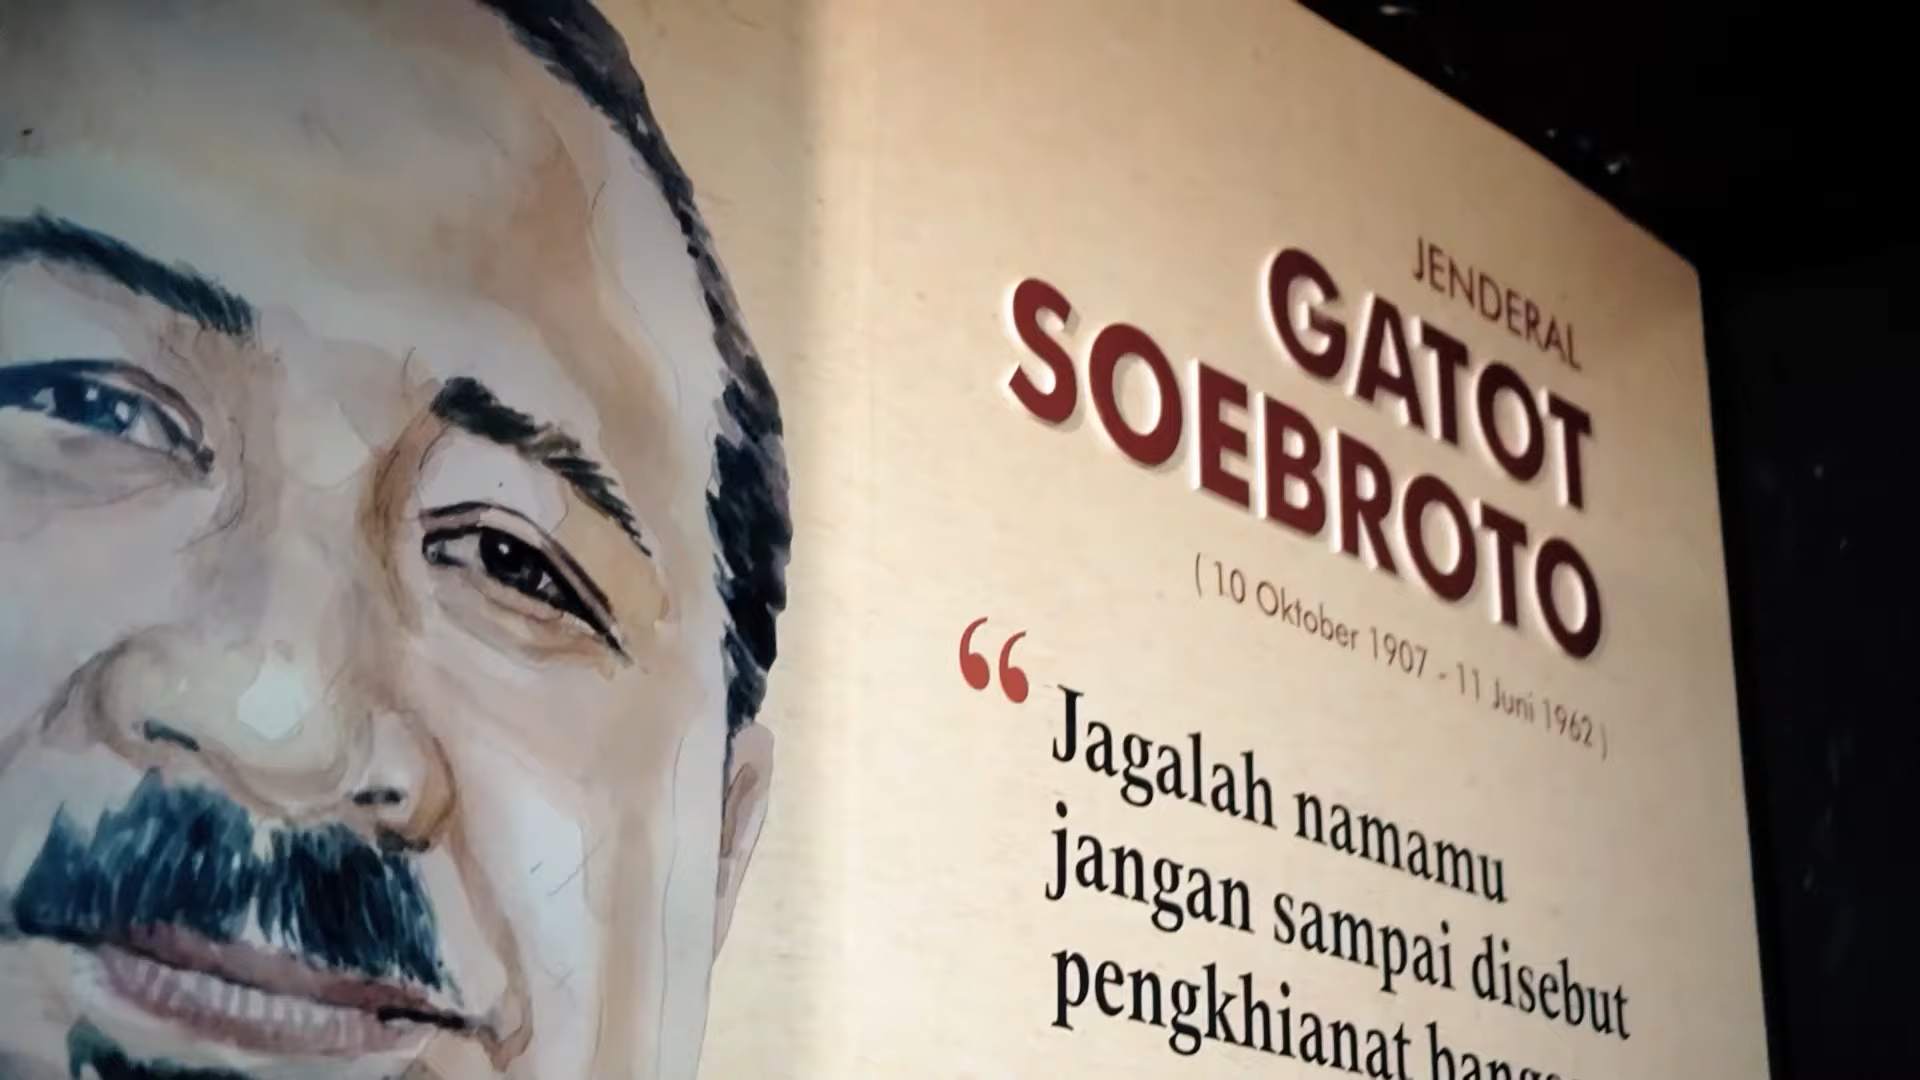 JENDERAL
GATOT
SOEBROTO
( 10 Oktober 1907 - 11 Juni 1962 )
“ Jagalah namamu
jangan sampai disebut
pengkhianat